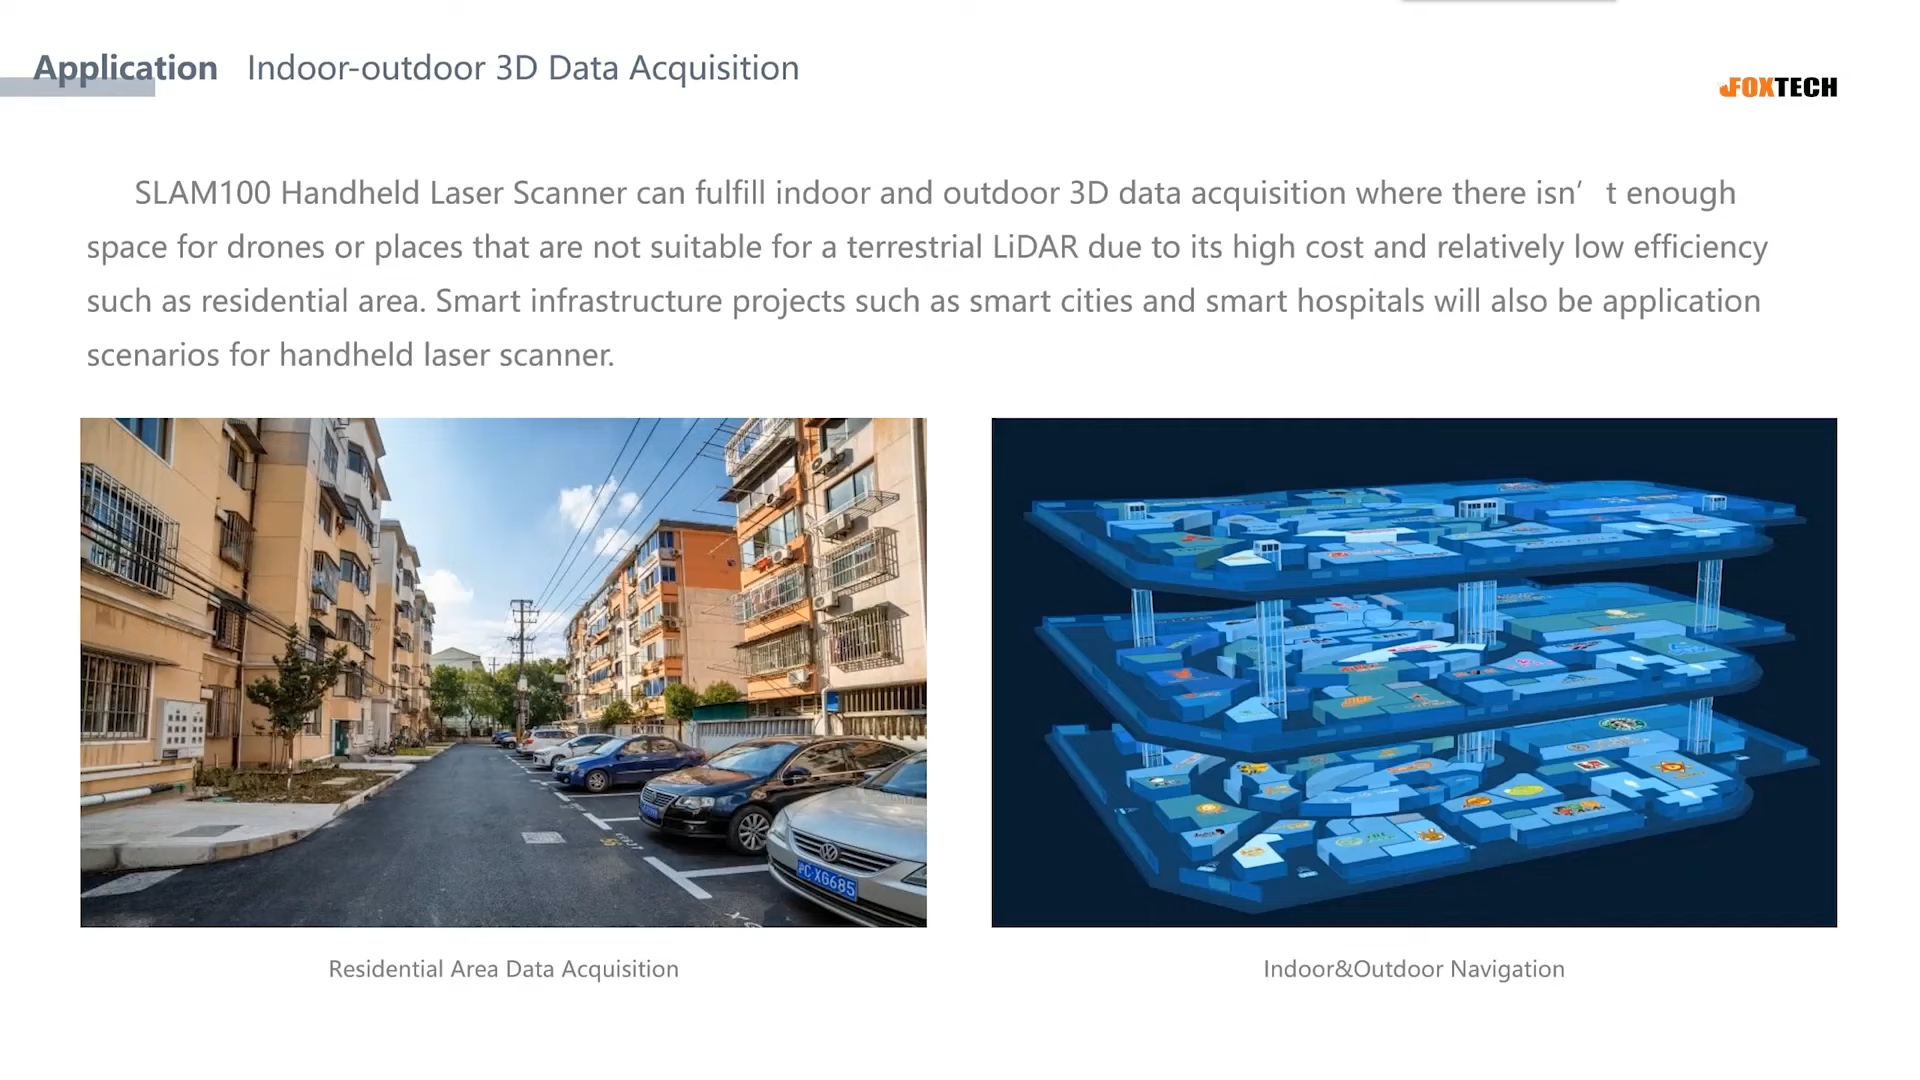 Application Indoor-outdoor 3D Data Acquisition
FOXTECH
SLAM100 Handheld Laser Scanner can fulfill indoor and outdoor 3D data acquisition where there isn’t enough
space for drones or places that are not suitable for a terrestrial LiDAR due to its high cost and relatively low efficiency
such as residential area. Smart infrastructure projects such as smart cities and smart hospitals will also be application
scenarios for handheld laser scanner.
沪C·XG685
Residential Area Data Acquisition
Indoor&Outdoor Navigation